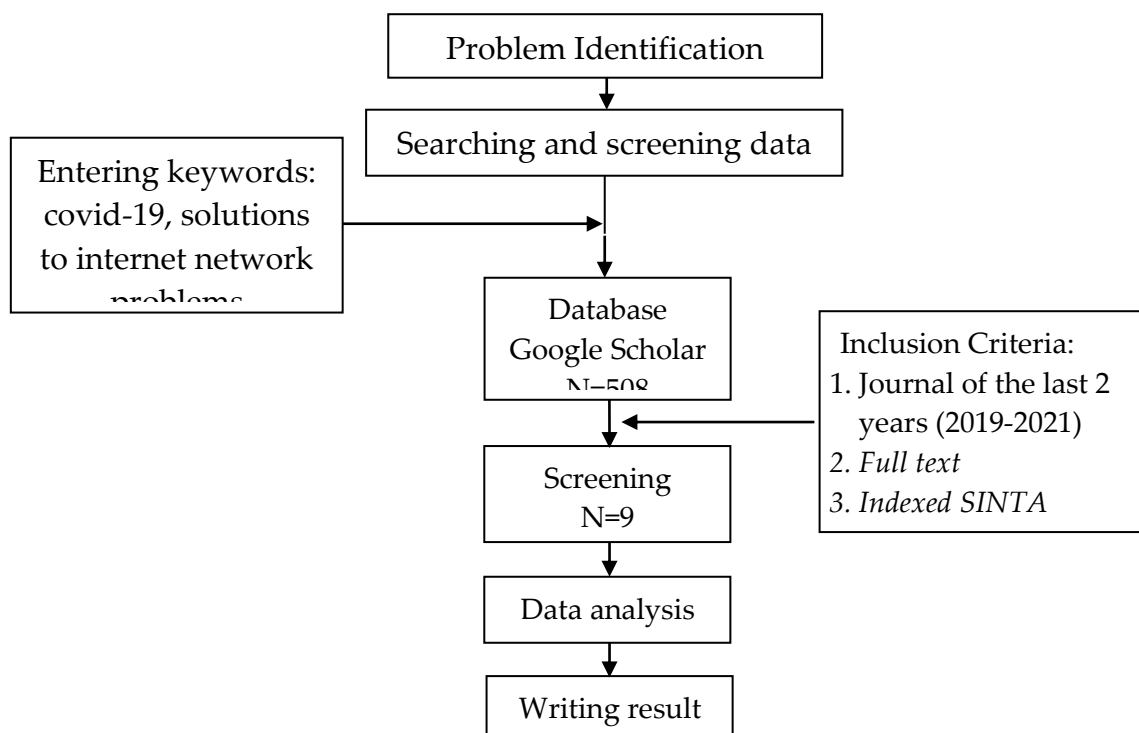 Problem Identification
Searching and screening data
Entering keywords:
covid-19, solutions
to internet network
problems
Database
Google Scholar
N=508
Inclusion Criteria:
1. Journal of the last 2
years (2019-2021)
2. Full text
3. Indexed SINTA
Screening
N=9
Data analysis
Writing result